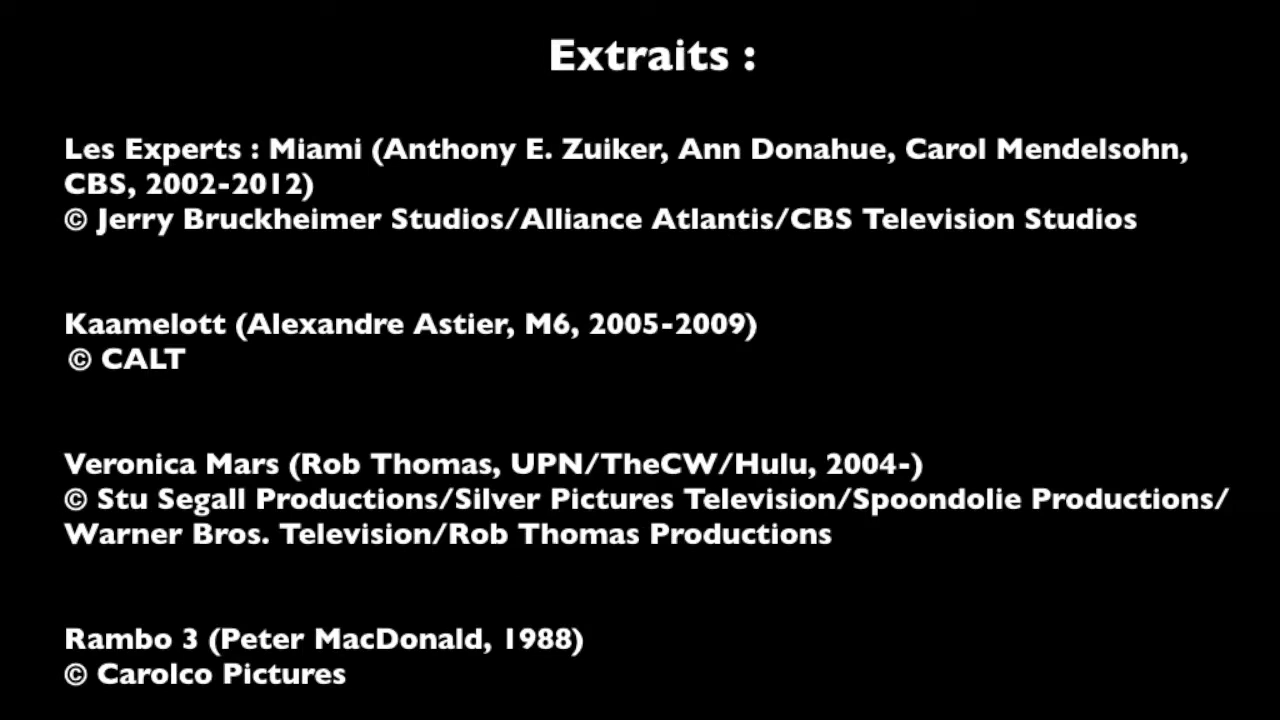 Extraits :
Les Experts : Miami (Anthony E. Zuiker, Ann Donahue, Carol Mendelsohn,
CBS, 2002-2012)
© Jerry Bruckheimer Studios/Alliance Atlantis/CBS Television Studios
Kaamelott (Alexandre Astier, M6, 2005-2009)
© CALT
Veronica Mars (Rob Thomas, UPN/TheCW/Hulu, 2004-)
© Stu Segall Productions/Silver Pictures Television/Spoondolie Productions/
Warner Bros. Television/Rob Thomas Productions
Rambo 3 (Peter MacDonald, 1988)
© Carolco Pictures